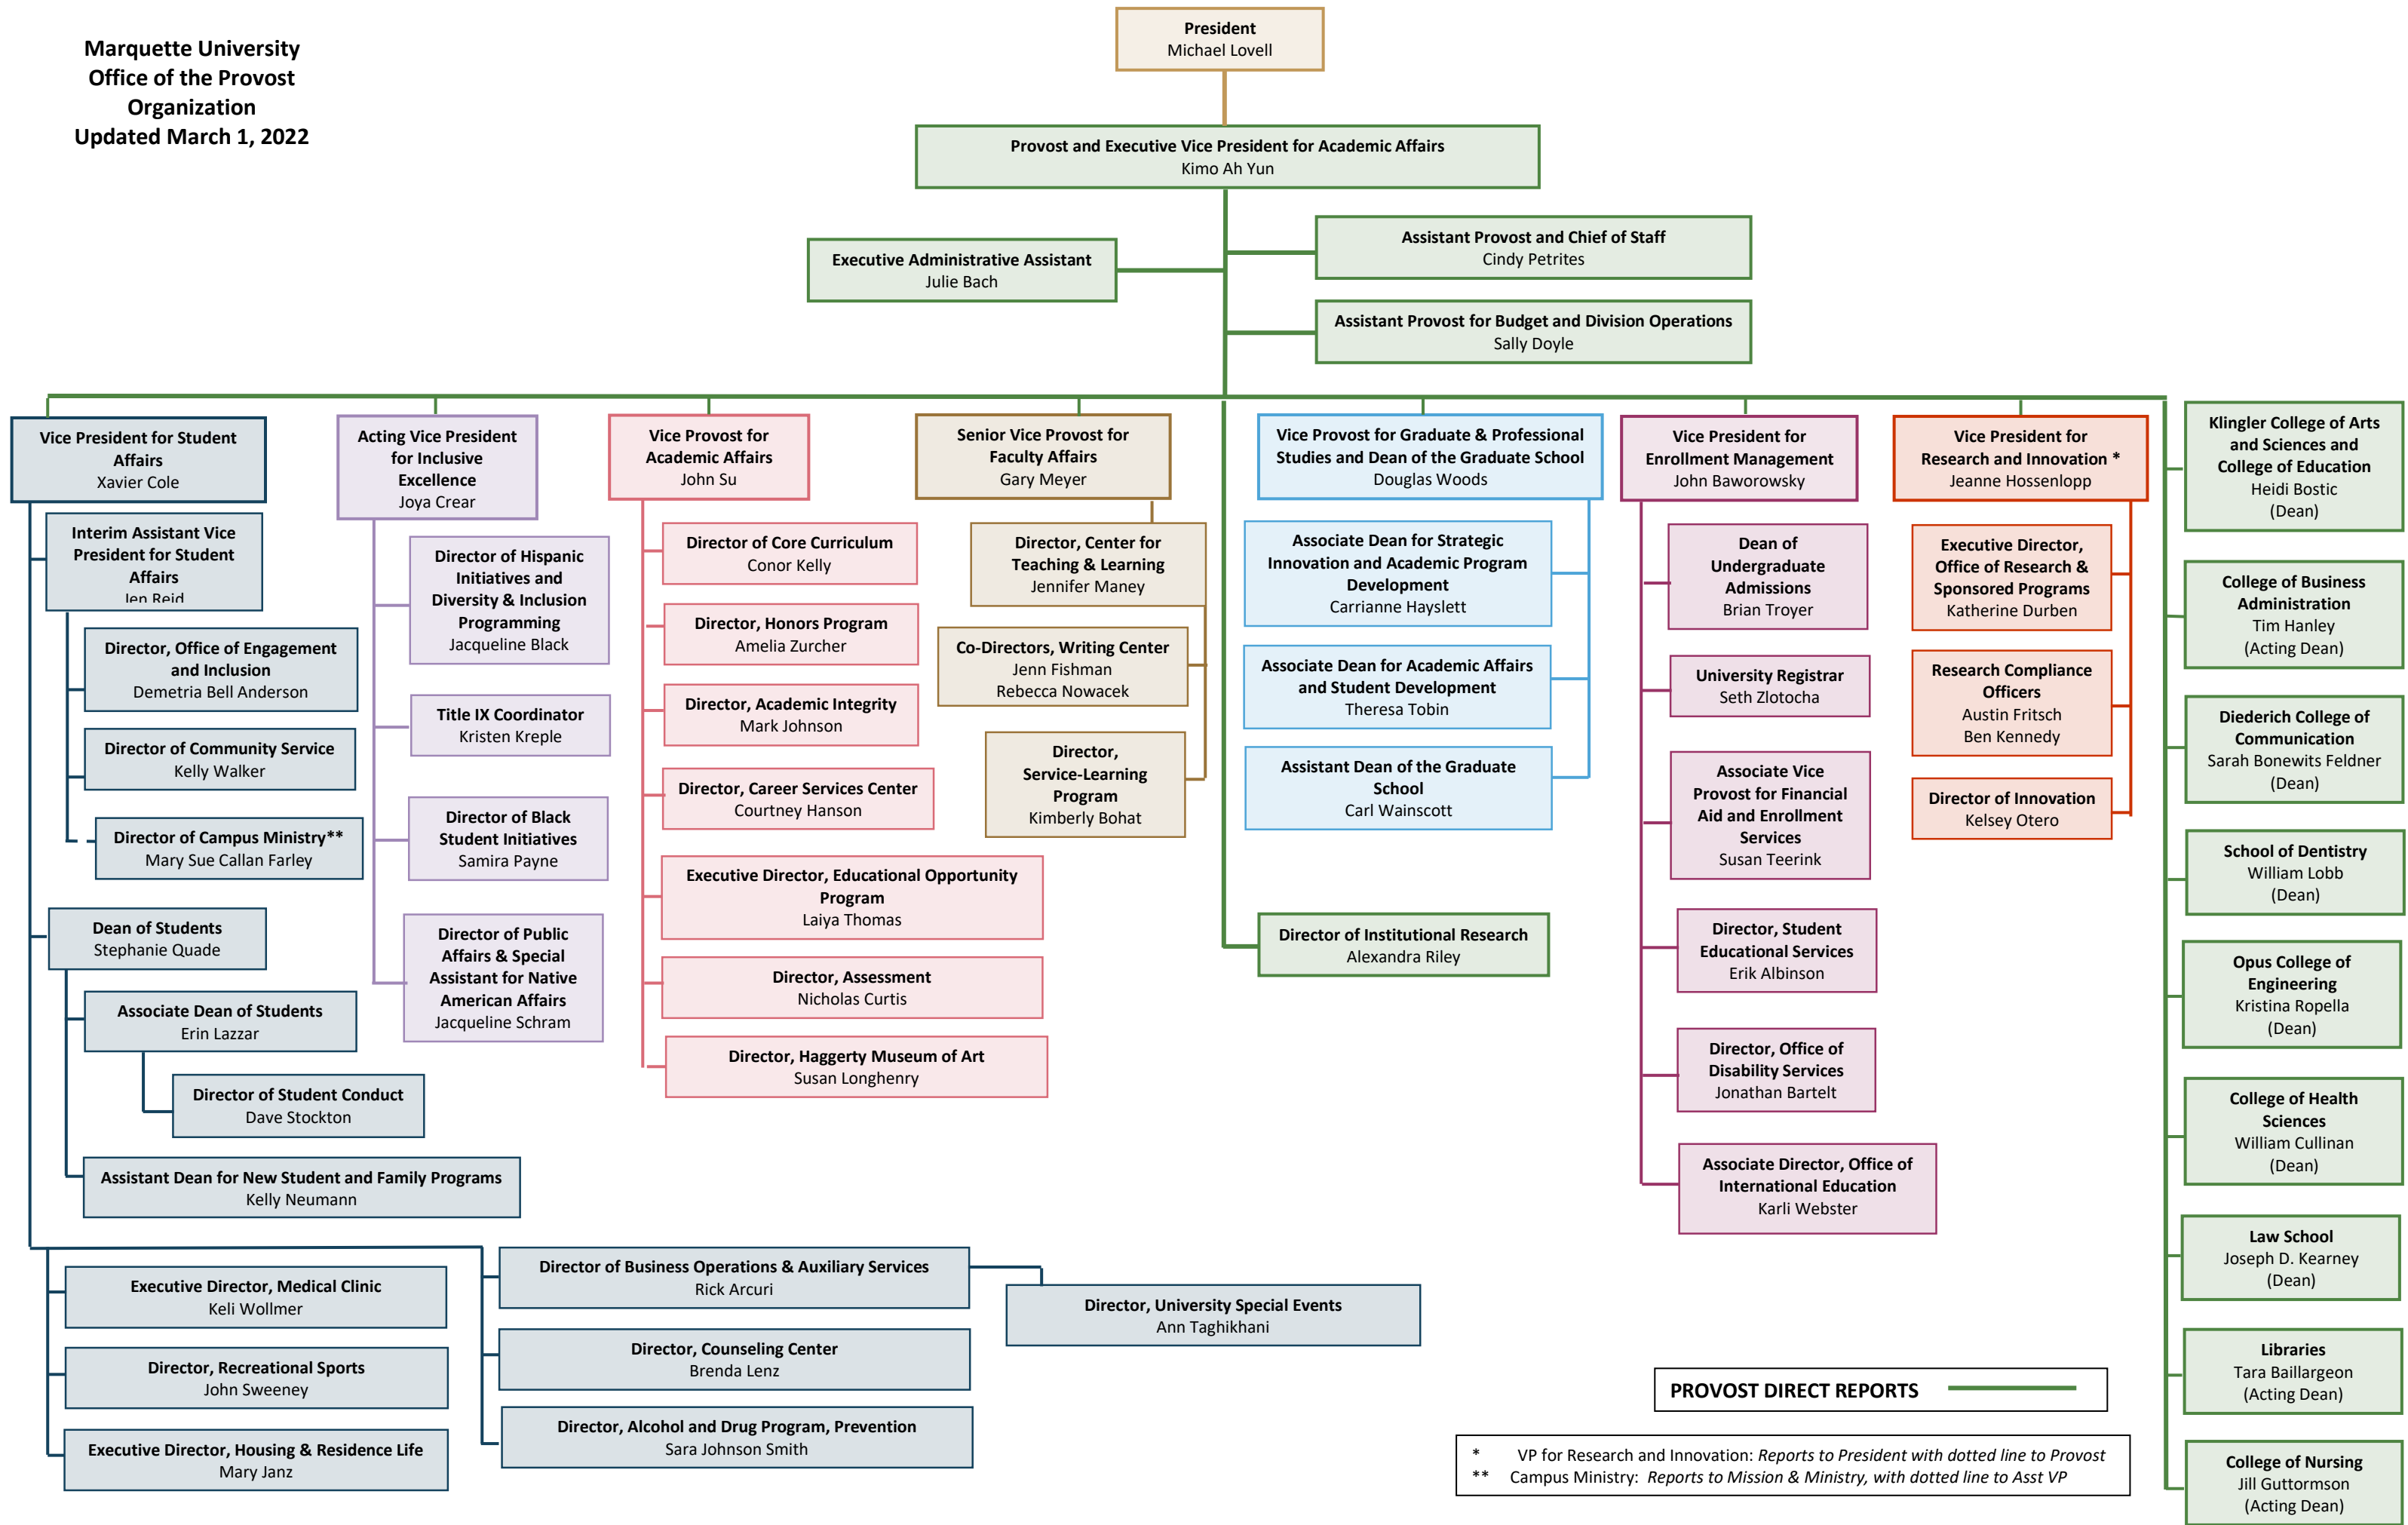 Marquette University
Office of the Provost
Organization
Updated March 1, 2022
President
Michael Lovell
Provost and Executive Vice President for Academic Affairs
Kimo Ah Yun
Executive Administrative Assistant
Julie Bach
Assistant Provost and Chief of Staff
Cindy Petrites
Assistant Provost for Budget and Division Operations
Sally Doyle
Vice President for Student
Affairs
Xavier Cole
Interim Assistant Vice
President for Student
Affairs
Jen Reid
Director, Office of Engagement
and Inclusion
Demetria Bell Anderson
Director of Community Service
Kelly Walker
Director of Campus Ministry**
Mary Sue Callan Farley
Dean of Students
Stephanie Quade
Associate Dean of Students
Erin Lazzar
Director of Student Conduct
Dave Stockton
Assistant Dean for New Student and Family Programs
Kelly Neumann
Executive Director, Medical Clinic
Keli Wollmer
Director, Recreational Sports
John Sweeney
Executive Director, Housing & Residence Life
Mary Janz
Director of Business Operations & Auxiliary Services
Rick Arcuri
Director, Counseling Center
Brenda Lenz
Director, Alcohol and Drug Program, Prevention
Sara Johnson Smith
Director, University Special Events
Ann Taghikhani
Acting Vice President
for Inclusive
Excellence
Joya Crear
Director of Hispanic
Initiatives and
Diversity & Inclusion
Programming
Jacqueline Black
Title IX Coordinator
Kristen Kreple
Director of Black
Student Initiatives
Samira Payne
Director of Public
Affairs & Special
Assistant for Native
American Affairs
Jacqueline Schram
Vice Provost for
Academic Affairs
John Su
Director of Core Curriculum
Conor Kelly
Director, Honors Program
Amelia Zurcher
Director, Academic Integrity
Mark Johnson
Director, Career Services Center
Courtney Hanson
Executive Director, Educational Opportunity
Program
Laiya Thomas
Director, Assessment
Nicholas Curtis
Director, Haggerty Museum of Art
Susan Longhenry
Senior Vice Provost for
Faculty Affairs
Gary Meyer
Director, Center for
Teaching & Learning
Jennifer Maney
Co-Directors, Writing Center
Jenn Fishman
Rebecca Nowacek
Director,
Service-Learning
Program
Kimberly Bohat
Vice Provost for Graduate & Professional
Studies and Dean of the Graduate School
Douglas Woods
Associate Dean for Strategic
Innovation and Academic Program
Development
Carrianne Hayslett
Associate Dean for Academic Affairs
and Student Development
Theresa Tobin
Assistant Dean of the Graduate
School
Carl Wainscott
Director of Institutional Research
Alexandra Riley
Vice President for
Enrollment Management
John Baworowsky
Dean of
Undergraduate
Admissions
Brian Troyer
University Registrar
Seth Zlotocha
Associate Vice
Provost for Financial
Aid and Enrollment
Services
Susan Teerink
Director, Student
Educational Services
Erik Albinson
Director, Office of
Disability Services
Jonathan Bartelt
Associate Director, Office of
International Education
Karli Webster
Vice President for
Research and Innovation *
Jeanne Hossenlopp
Executive Director,
Office of Research &
Sponsored Programs
Katherine Durben
Research Compliance
Officers
Austin Fritsch
Ben Kennedy
Director of Innovation
Kelsey Otero
Klingler College of Arts
and Sciences and
College of Education
Heidi Bostic
(Dean)
College of Business
Administration
Tim Hanley
(Acting Dean)
Diederich College of
Communication
Sarah Bonewits Feldner
(Dean)
School of Dentistry
William Lobb
(Dean)
Opus College of
Engineering
Kristina Ropella
(Dean)
College of Health
Sciences
William Cullinan
(Dean)
Law School
Joseph D. Kearney
(Dean)
Libraries
Tara Baillargeon
(Acting Dean)
College of Nursing
Jill Guttormson
(Acting Dean)
PROVOST DIRECT REPORTS
* VP for Research and Innovation: Reports to President with dotted line to Provost
** Campus Ministry: Reports to Mission & Ministry, with dotted line to Asst VP